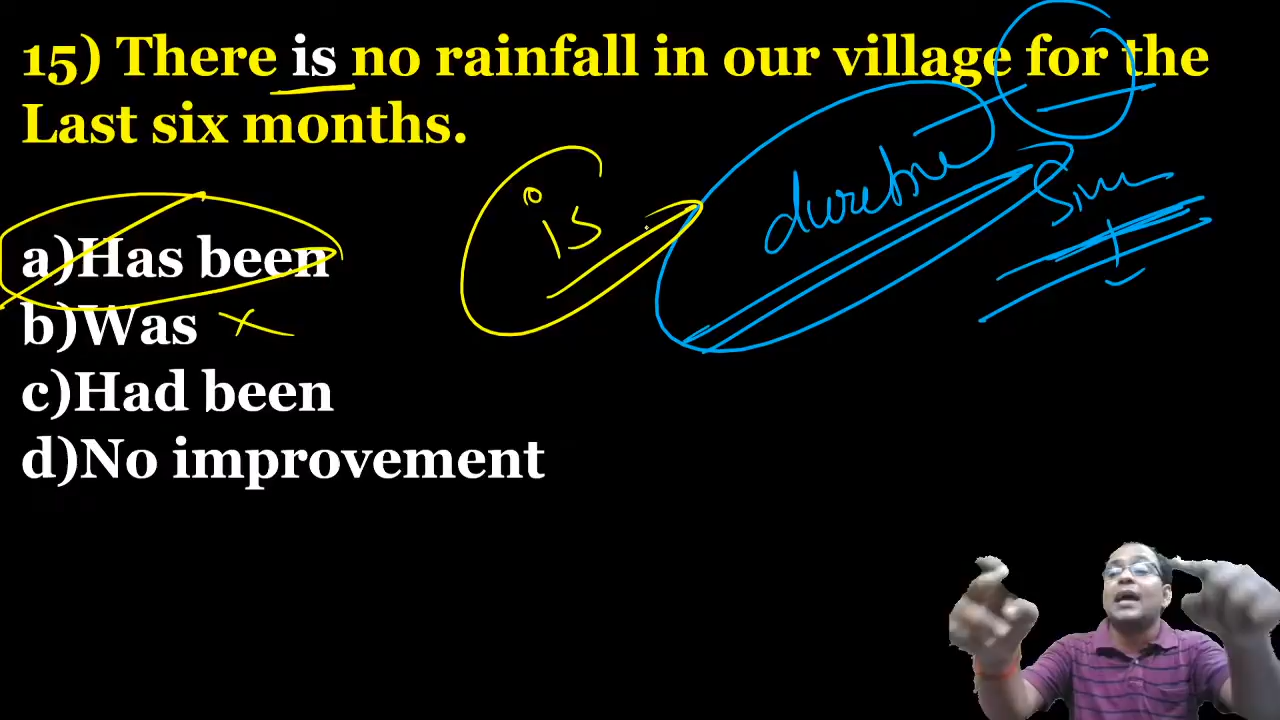 15) There is no rainfall in our village for the
Last six months.
is
duration
Sin
a)Has been
b)Was
c)Had been
d)No improvement